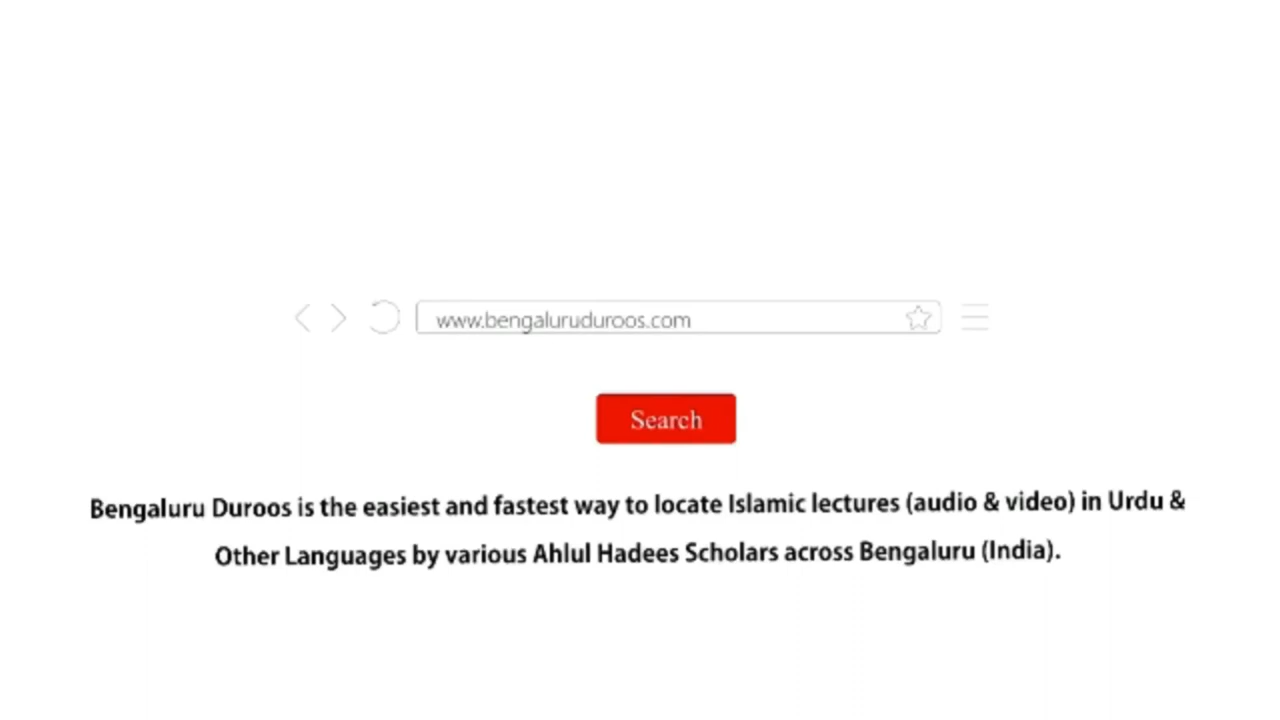 www.bengaluruduroos.com
Search
Bengaluru Duroos is the easiest and fastest way to locate Islamic lectures (audio & video) in Urdu &
Other Languages by various Ahlul Hadees Scholars across Bengaluru (India).